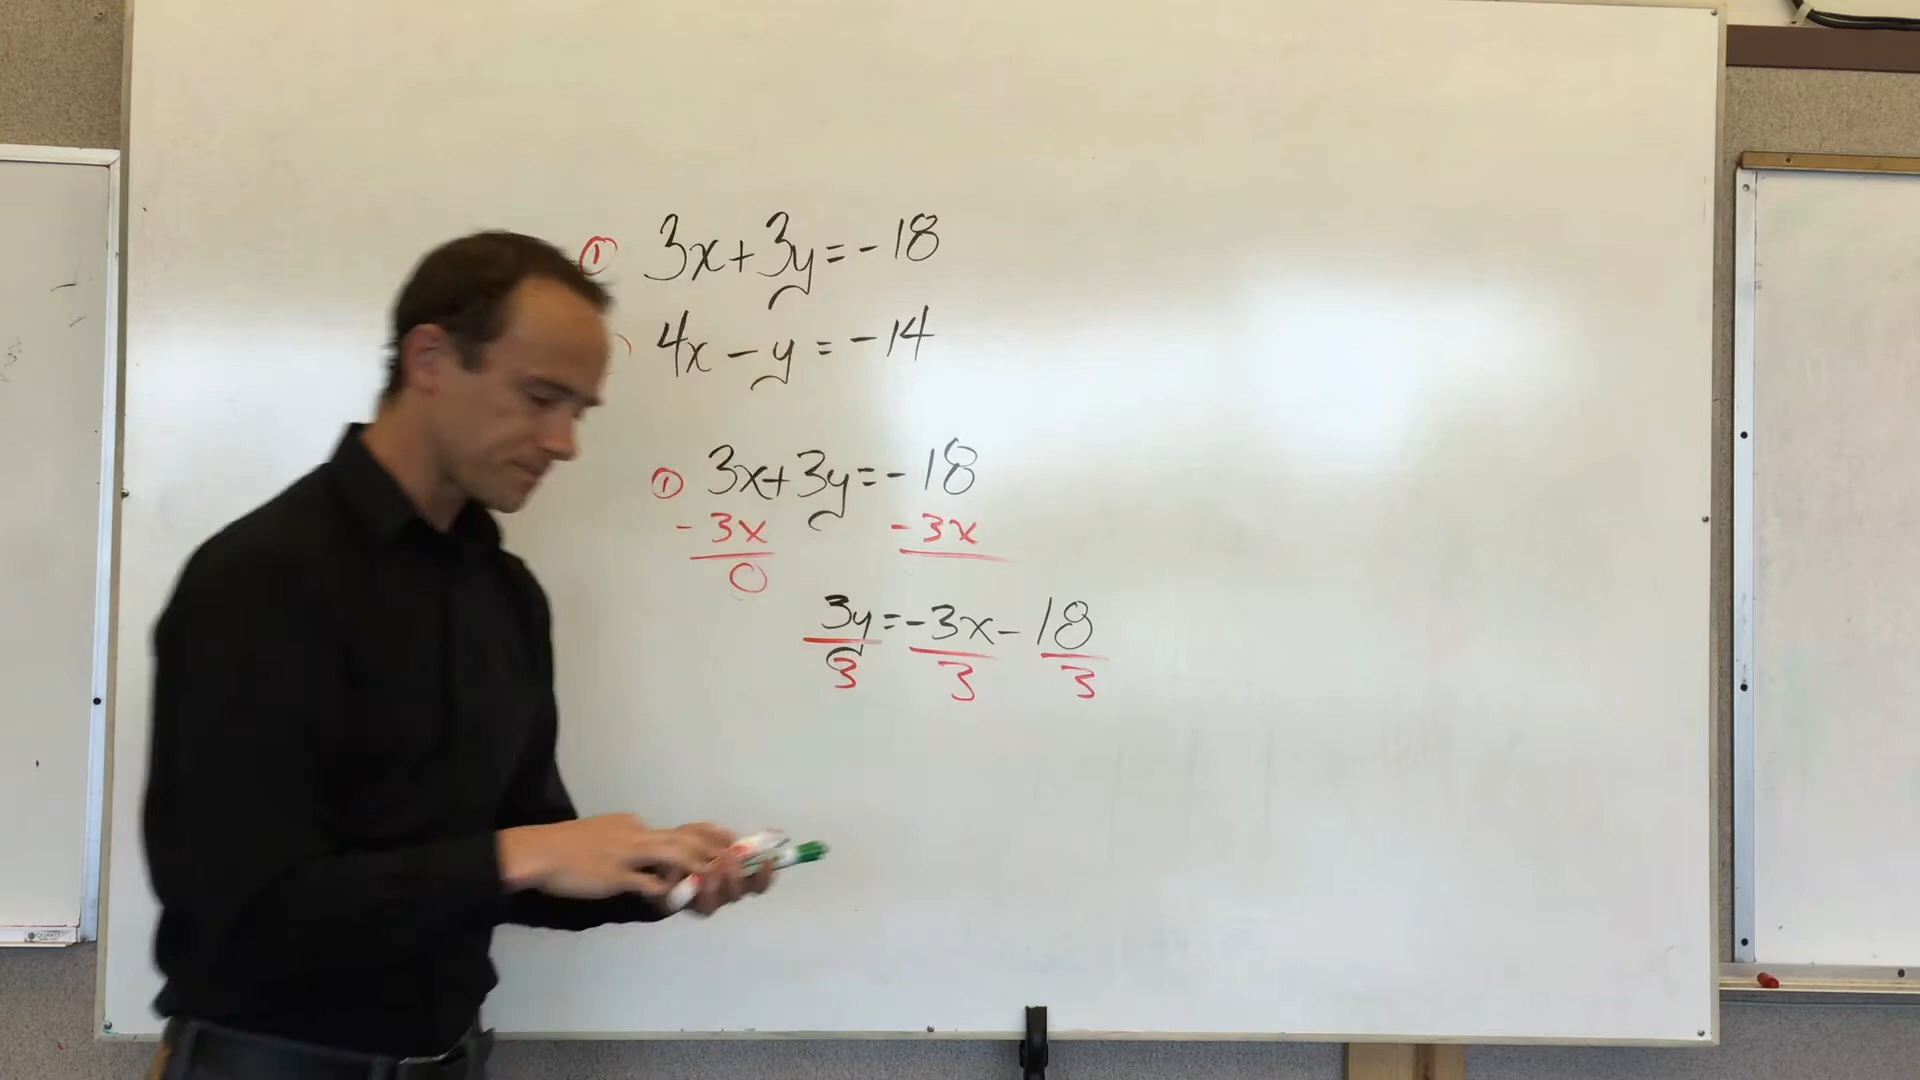 ① 3x+3y=-18
4x-y=-14
① 3x+3y=-18
-3x -3x
0
3y=-3x-18
3 3 3